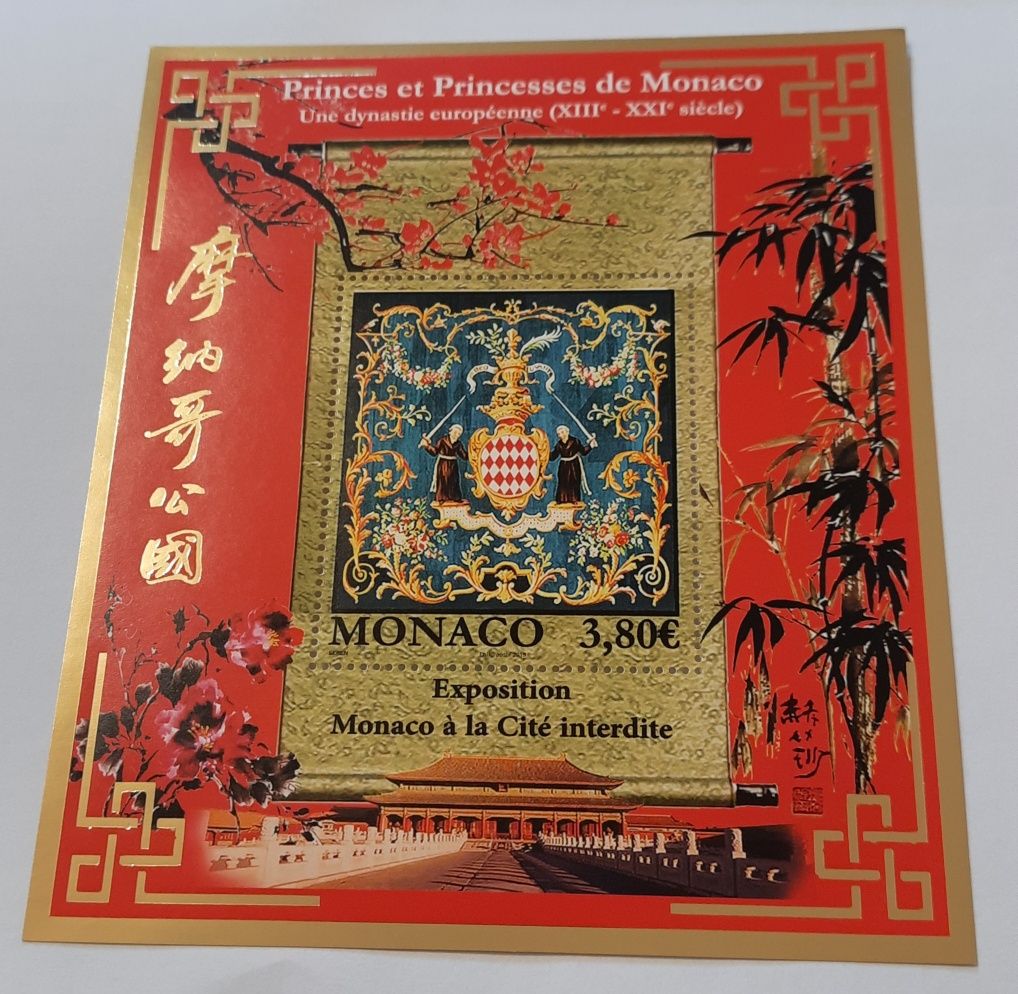 Princes et Princesses de Monaco
Une dynastie européenne (XIIIe - XXIe siècle)
摩納哥公國
MONACO 3,80€
Exposition
Monaco à la Cité interdite